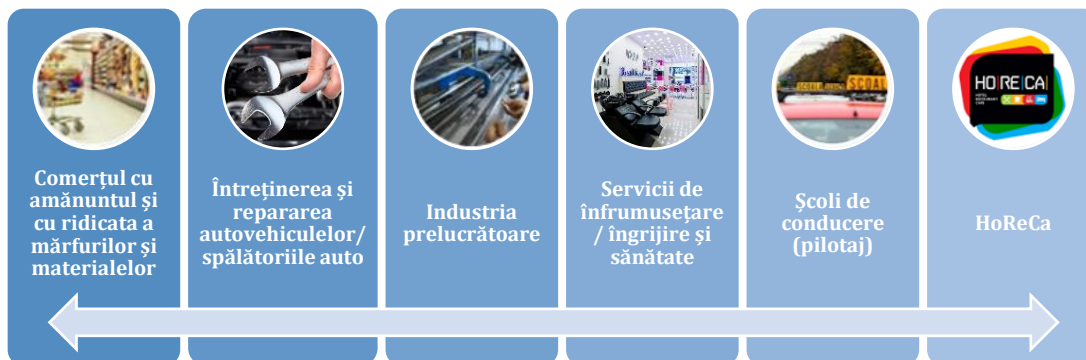 HO|RE|CA|
ȘCOALA
Comerțul cu
amănuntul și
cu ridicata a
mărfurilor și
materialelor
Întreținerea și
repararea
autovehiculelor/
spălătoriile auto
Industria
prelucrătoare
Servicii de
înfrumusețare
/ îngrijire și
sănătate
Școli de
conducere
(pilotaj)
HoReCa